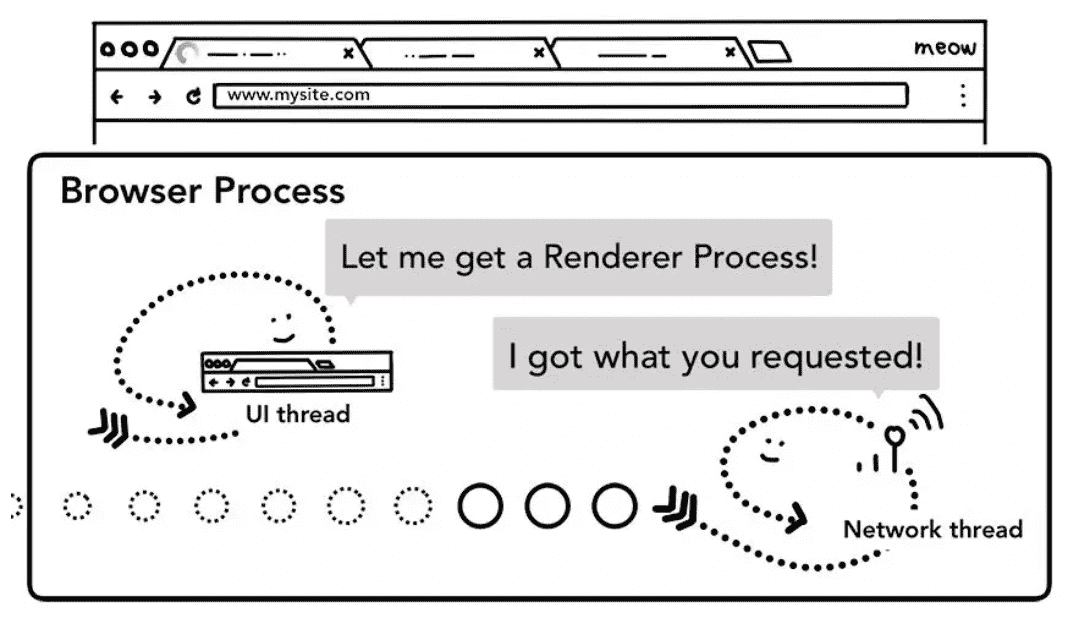 meow
www.mysite.com
Browser Process
Let me get a Renderer Process!
I got what you requested!
UI thread
Network thread